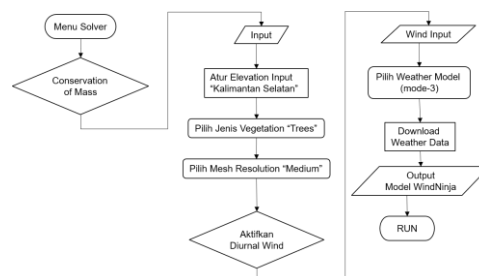 Menu Solver
Conservation
of Mass
Input
Atur Elevation Input
“Kalimantan Selatan”
Pilih Jenis Vegetation “Trees”
Pilih Mesh Resolution “Medium”
Aktifkan
Diurnal Wind
Wind Input
Pilih Weather Model
(mode-3)
Download
Weather Data
Output
Model WindNinja
RUN